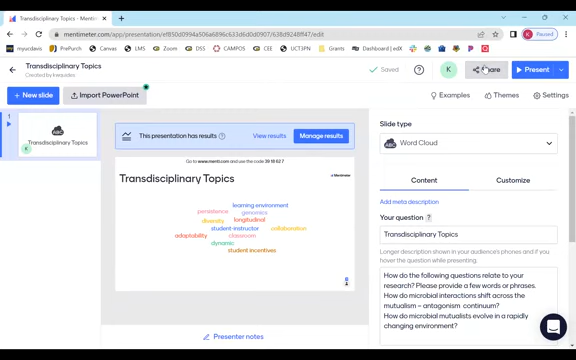 Transdisciplinary Topics - Ment
mentimeter.com/app/presentation/ef850d0994a506a6896c633d6d0d0907/638d9248ff47/edit
Paused
myucdavis
PrePurch
Canvas
LMS
Zoom
DSS
CAMPOS
CEE
UCT3PN
Grants
Dashboard | edX
Transdisciplinary Topics
Created by
Saved
K
Share
Present
+ New slide
Import PowerPoint
Examples
Themes
Settings
1
Transdisciplinary Topics
K
This presentation has results
View results
Manage results
Go to www.menti.com and use the code 39 18 62 7
Transdisciplinary Topics
Mentimeter
learning environment
persistence
genomics
diversity
longitudinal
student-instructor
collaboration
adaptability
classroom
dynamic
student incentives
Presenter notes
Slide type
Word Cloud
Content
Customize
Add meta description
Your question
Transdisciplinary Topics
Longer description shown in your audience's phones and if you
hover the question while presenting.
How do the following questions relate to your
research? Please provide a few words or phrases.
How do microbial interactions shift across the
mutualism – antagonism continuum?
How do microbial mutualists evolve in a rapidly
changing environment?